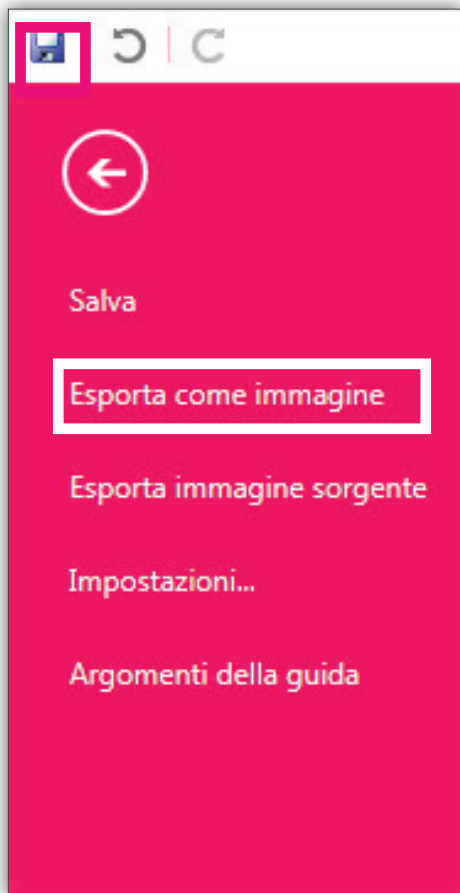 Salva
Esporta come immagine
Esporta immagine sorgente
Impostazioni...
Argomenti della guida